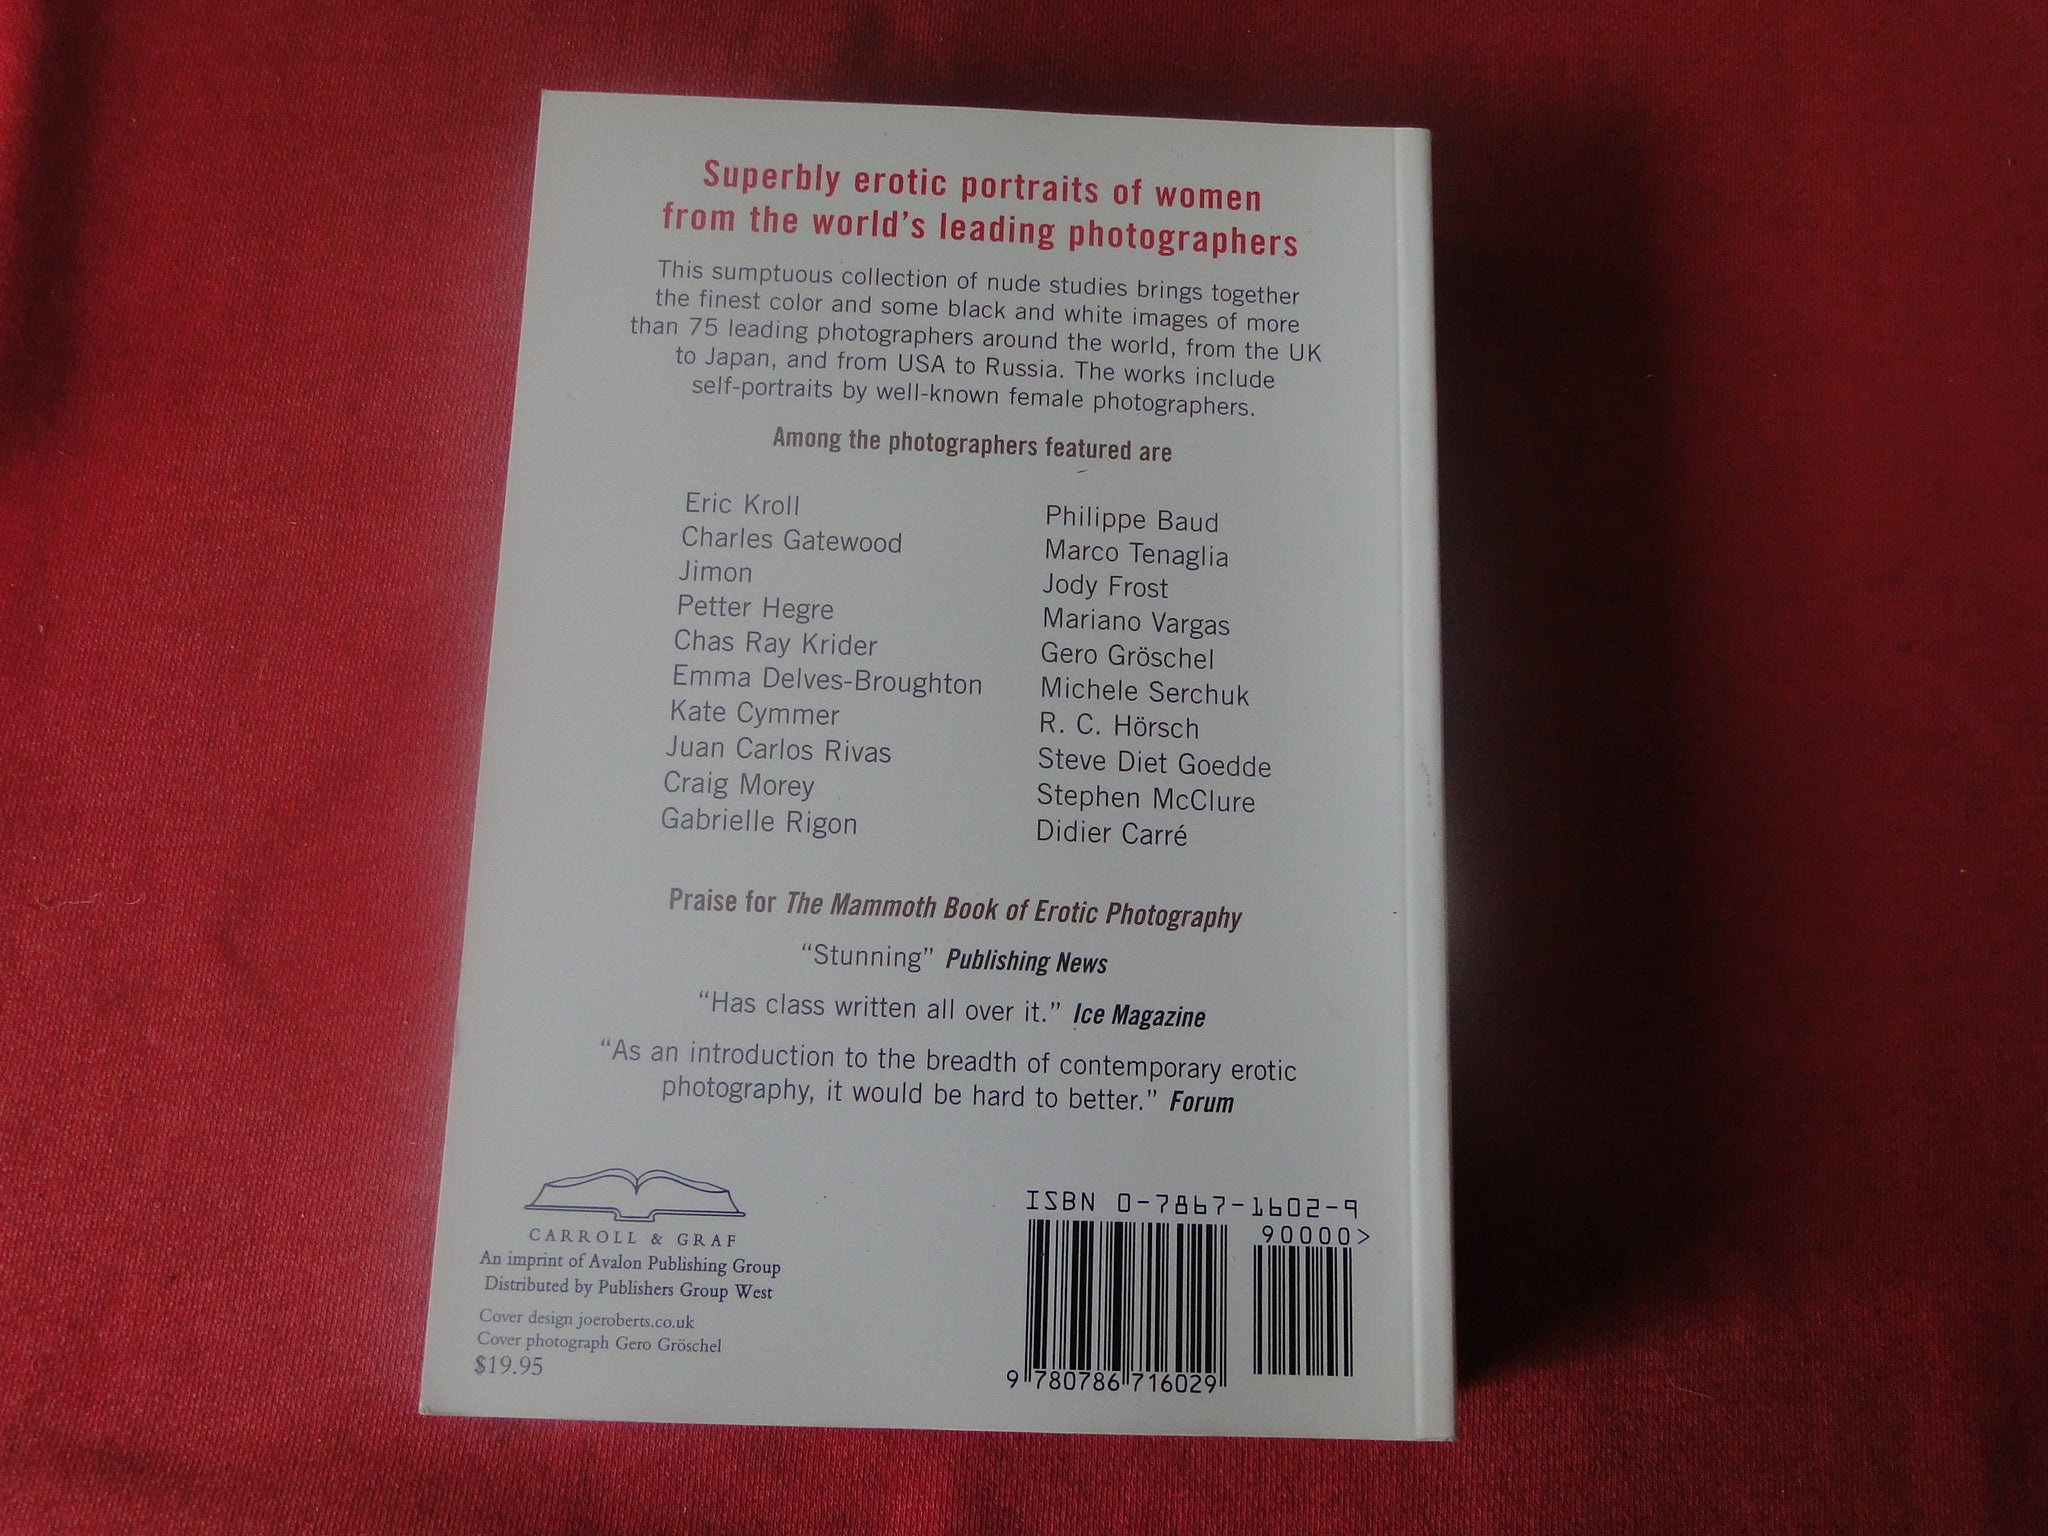 Superbly erotic portraits of women
from the world's leading photographers
This sumptuous collection of nude studies brings together
the finest color and some black and white images of more
than 75 leading photographers around the world, from the UK
to Japan, and from USA to Russia. The works include
self-portraits by well-known female photographers.
Among the photographers featured are
Eric Kroll
Charles Gatewood
Jimon
Petter Hegre
Chas Ray Krider
Emma Delves-Broughton
Kate Cymmer
Juan Carlos Rivas
Craig Morey
Gabrielle Rigon
Philippe Baud
Marco Tenaglia
Jody Frost
Mariano Vargas
Gero Gröschel
Michele Serchuk
R. C. Hörsch
Steve Diet Goedde
Stephen McClure
Didier Carré
Praise for The Mammoth Book of Erotic Photography
“Stunning” Publishing News
“Has class written all over it.” Ice Magazine
“As an introduction to the breadth of contemporary erotic
photography, it would be hard to better.” Forum
CARROLL & GRAF
An imprint of Avalon Publishing Group
Distributed by Publishers Group West
Cover design joeroberts.co.uk
Cover photograph Gero Gröschel
$19.95
ISBN 0-7867-1602-9
90000>
9 780786 716029